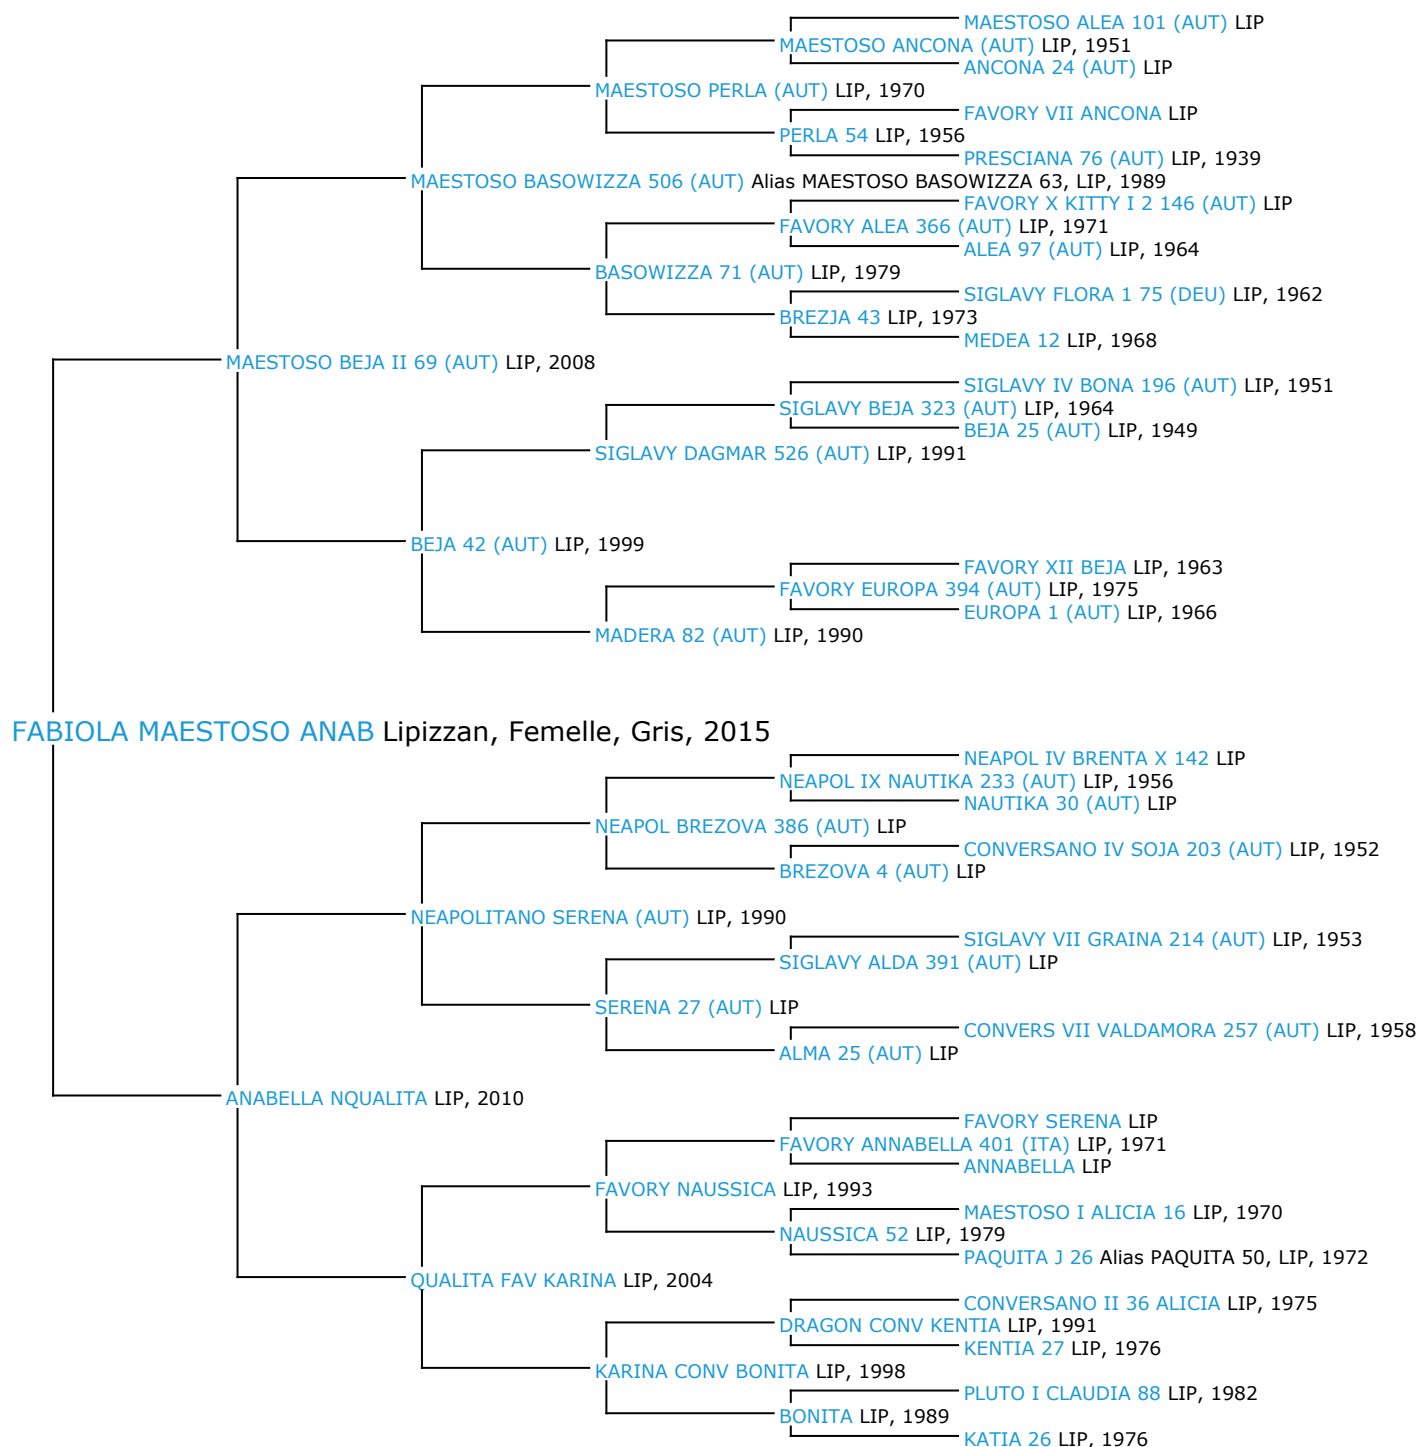 MAESTOSO ALEA 101 (AUT) LIP
MAESTOSO ANCONA (AUT) LIP, 1951
ANCONA 24 (AUT) LIP
MAESTOSO PERLA (AUT) LIP, 1970
FAVORY VII ANCONA LIP
PERLA 54 LIP, 1956
PRESCIANA 76 (AUT) LIP, 1939
MAESTOSO BASOWIZZA 506 (AUT) Alias MAESTOSO BASOWIZZA 63, LIP, 1989
FAVORY X KITTY I 2 146 (AUT) LIP
FAVORY ALEA 366 (AUT) LIP, 1971
ALEA 97 (AUT) LIP, 1964
BASOWIZZA 71 (AUT) LIP, 1979
SIGLAVY FLORA 1 75 (DEU) LIP, 1962
BREZJA 43 LIP, 1973
MEDEA 12 LIP, 1968
MAESTOSO BEJA II 69 (AUT) LIP, 2008
SIGLAVY IV BONA 196 (AUT) LIP, 1951
SIGLAVY BEJA 323 (AUT) LIP, 1964
BEJA 25 (AUT) LIP, 1949
SIGLAVY DAGMAR 526 (AUT) LIP, 1991
BEJA 42 (AUT) LIP, 1999
FAVORY XII BEJA LIP, 1963
FAVORY EUROPA 394 (AUT) LIP, 1975
EUROPA 1 (AUT) LIP, 1966
MADERA 82 (AUT) LIP, 1990
FABIOLA MAESTOSO ANAB Lipizzan, Femelle, Gris, 2015
NEAPOL IV BRENTA X 142 LIP
NEAPOL IX NAUTIKA 233 (AUT) LIP, 1956
NAUTIKA 30 (AUT) LIP
NEAPOL BREZOVA 386 (AUT) LIP
CONVERSANO IV SOJA 203 (AUT) LIP, 1952
BREZOVA 4 (AUT) LIP
NEAPOLITANO SERENA (AUT) LIP, 1990
SIGLAVY VII GRAINA 214 (AUT) LIP, 1953
SIGLAVY ALDA 391 (AUT) LIP
SERENA 27 (AUT) LIP
CONVERS VII VALDAMORA 257 (AUT) LIP, 1958
ALMA 25 (AUT) LIP
ANABELLA NQUALITA LIP, 2010
FAVORY SERENA LIP
FAVORY ANNABELLA 401 (ITA) LIP, 1971
ANNABELLA LIP
FAVORY NAUSSICA LIP, 1993
MAESTOSO I ALICIA 16 LIP, 1970
NAUSSICA 52 LIP, 1979
PAQUITA J 26 Alias PAQUITA 50, LIP, 1972
QUALITA FAV KARINA LIP, 2004
CONVERSANO II 36 ALICIA LIP, 1975
DRAGON CONV KENTIA LIP, 1991
KENTIA 27 LIP, 1976
KARINA CONV BONITA LIP, 1998
PLUTO I CLAUDIA 88 LIP, 1982
BONITA LIP, 1989
KATIA 26 LIP, 1976